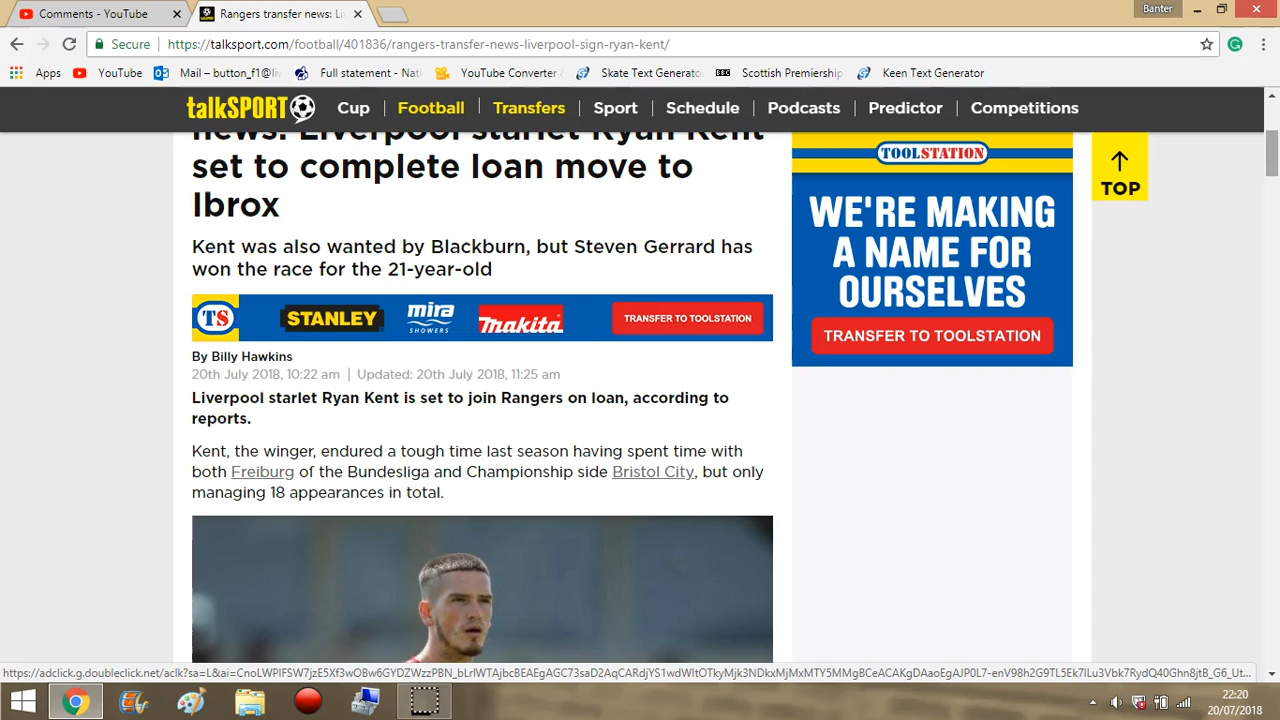 Comments - YouTube
Rangers transfer news: Li
Banter
Secure
https://talksport.com/football/401836/rangers-transfer-news-liverpool-sign-ryan-kent/
Apps
YouTube
Mail – button_f1@li
Full statement - Nat
YouTube Converter
Skate Text Generato
Scottish Premiership
Keen Text Generator
talkSPORT
Cup
Football
Transfers
Sport
Schedule
Podcasts
Predictor
Competitions
news: Liverpool starlet Ryan Kent
set to complete loan move to
Ibrox
Kent was also wanted by Blackburn, but Steven Gerrard has
won the race for the 21-year-old
TS
STANLEY
mira
SHOWERS
makita
TRANSFER TO TOOLSTATION
By Billy Hawkins
20th July 2018, 10:22 am | Updated: 20th July 2018, 11:25 am
Liverpool starlet Ryan Kent is set to join Rangers on loan, according to
reports.
Kent, the winger, endured a tough time last season having spent time with
both Freiburg of the Bundesliga and Championship side Bristol City, but only
managing 18 appearances in total.
TOOLSTATION
WE'RE MAKING
A NAME FOR
OURSELVES
TRANSFER TO TOOLSTATION
TOP
22:20
20/07/2018